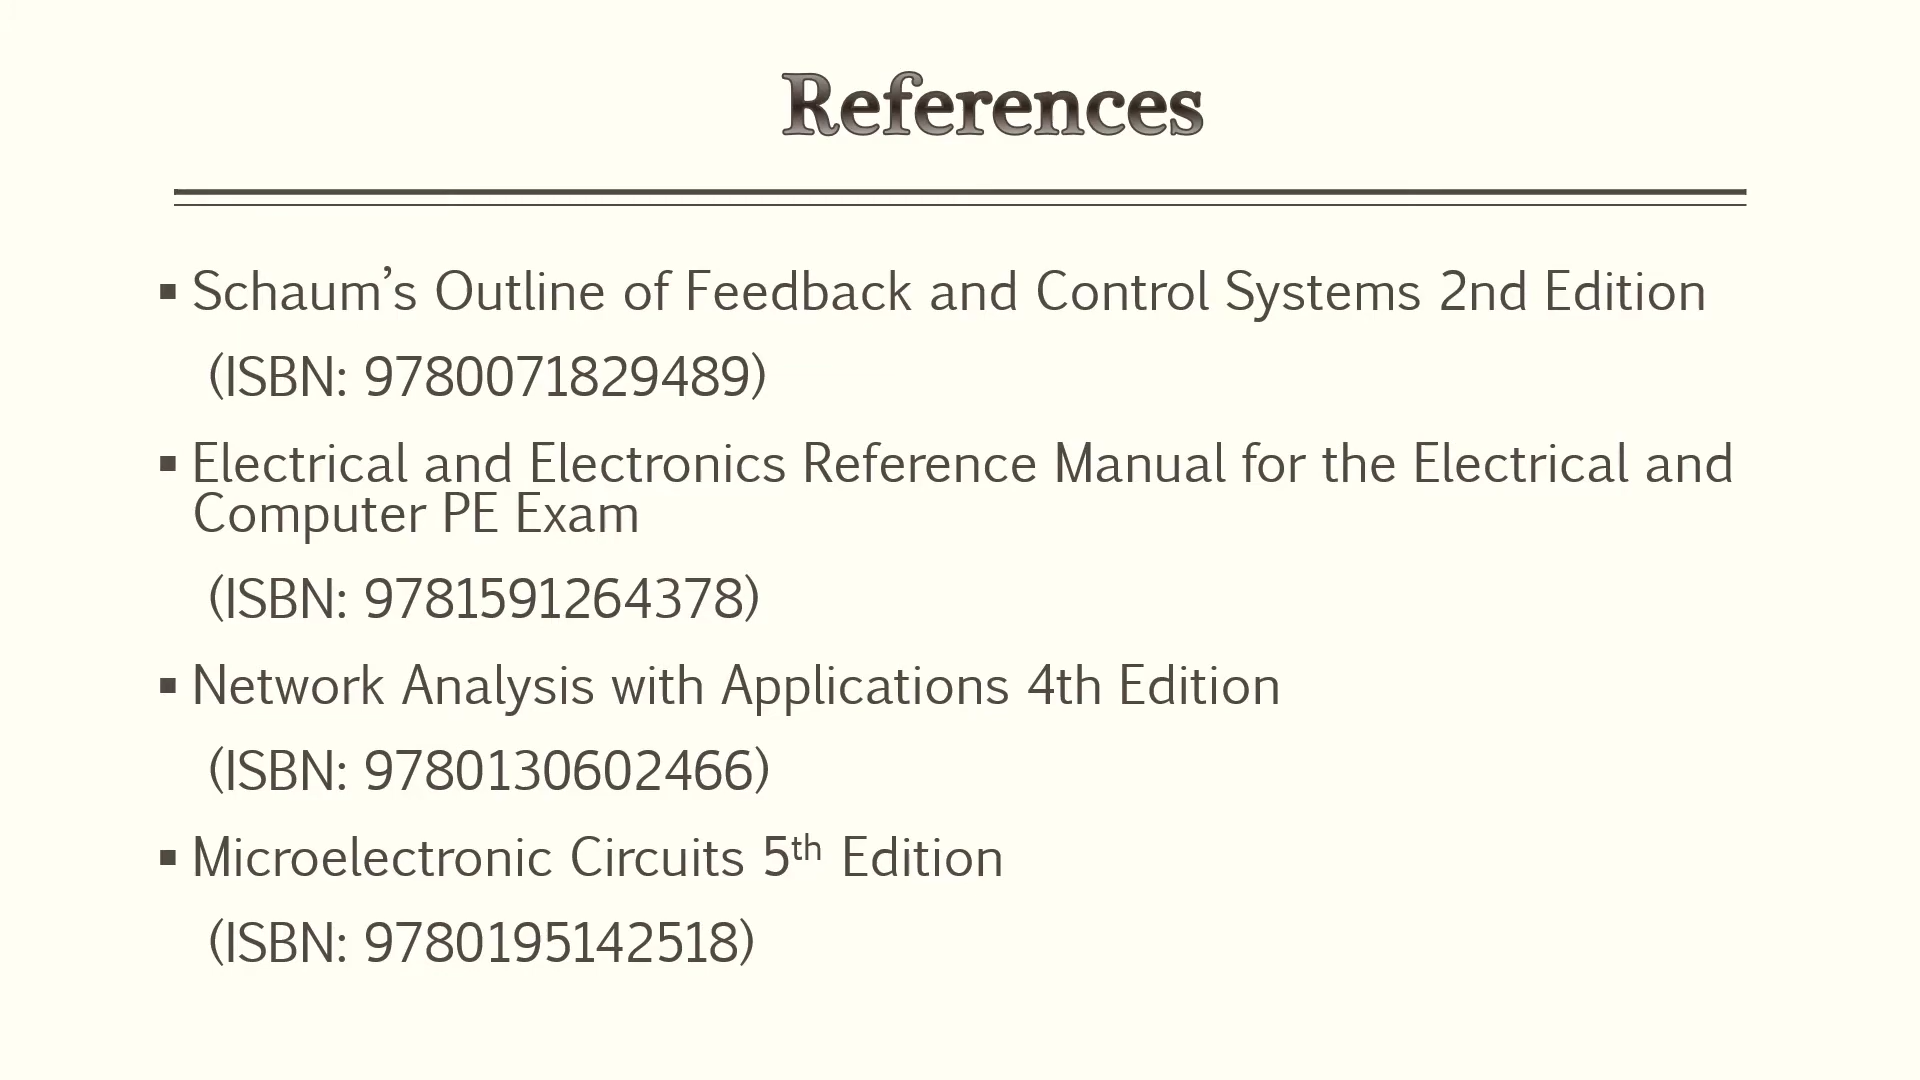 References
▪ Schaum’s Outline of Feedback and Control Systems 2nd Edition
(ISBN: 9780071829489)
▪ Electrical and Electronics Reference Manual for the Electrical and
Computer PE Exam
(ISBN: 9781591264378)
▪ Network Analysis with Applications 4th Edition
(ISBN: 9780130602466)
▪ Microelectronic Circuits 5th Edition
(ISBN: 9780195142518)